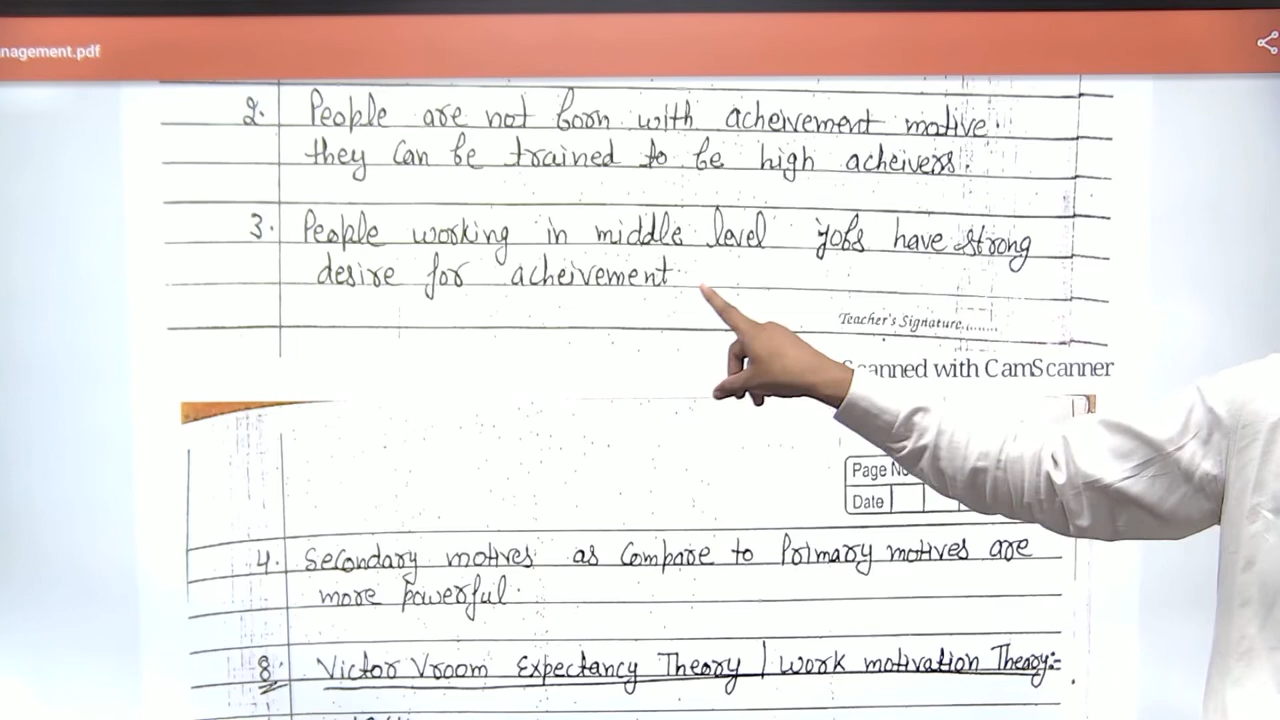 nagement.pdf
2. People are not born with acheivement motive.
they can be trained to be high acheivers.
3. People working in middle level jobs have strong
desire for acheivement.
Teacher's Signature.........
Scanned with CamScanner
Page No
Date
4. Secondary motives as compare to Primary motives are
more powerful.
8. Victor Vroom Expectancy Theory / Work motivation Theory:-